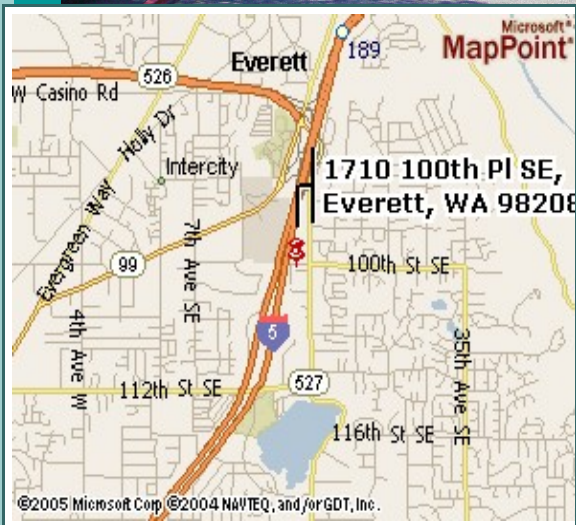 Microsoft®
MapPoint®
189
Everett
526
W Casino Rd
Holly Dr
Intercity
1710 100th Pl SE,
Everett, WA 98208
Evergreen Way
7th Ave SE
99
100th St SE
4th Ave W
5
35th Ave SE
112th St SE
527
116th St SE
©2005 Microsoft Corp ©2004 NAVTEQ, and/or GDT, Inc.